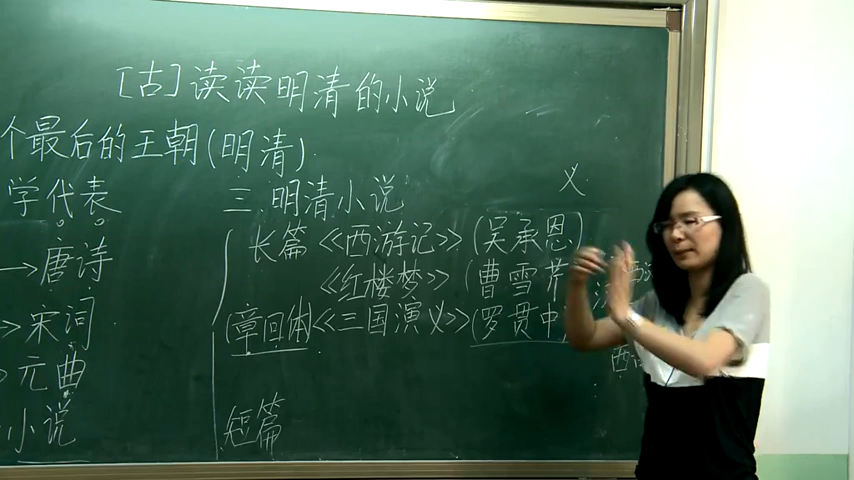 [古]读读明清的小说
个最后的王朝(明清)
学代表
→唐诗
→宋词
元曲
小说
三.明清小说
义
长篇《西游记》(吴承恩)
《红楼梦》(曹雪芹
(章回体)《三国演义》(罗贯中
短篇